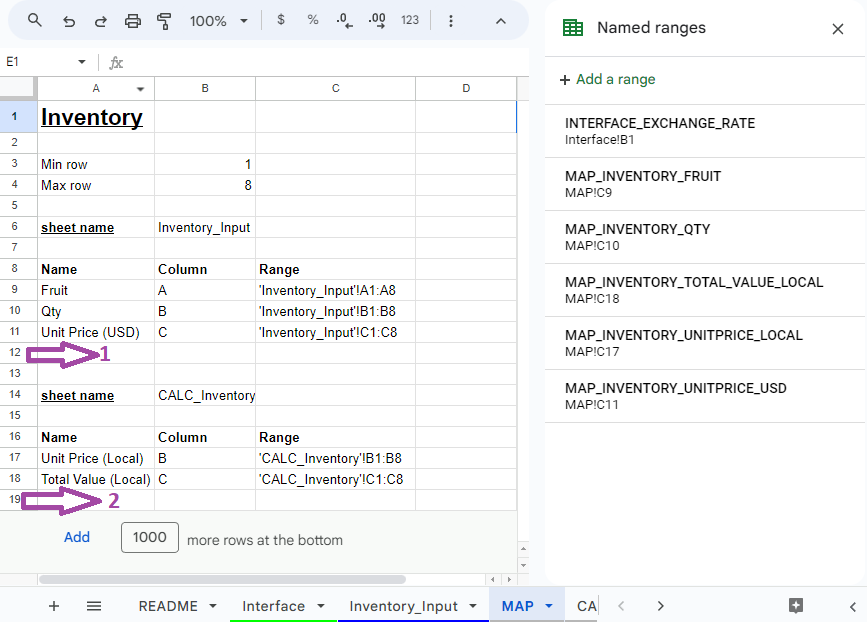 100% $ % .0 .00 123
E1 fx
A B C D
1 Inventory
2
3 Min row 1
4 Max row 8
5
6 sheet name Inventory_Input
7
8 Name Column Range
9 Fruit A 'Inventory_Input'!A1:A8
10 Qty B 'Inventory_Input'!B1:B8
11 Unit Price (USD) C 'Inventory_Input'!C1:C8
12 1
13
14 sheet name CALC_Inventory
15
16 Name Column Range
17 Unit Price (Local) B 'CALC_Inventory'!B1:B8
18 Total Value (Local) C 'CALC_Inventory'!C1:C8
19 2
Add 1000 more rows at the bottom
README Interface Inventory_Input MAP CA
Named ranges
+ Add a range
INTERFACE_EXCHANGE_RATE
Interface!B1
MAP_INVENTORY_FRUIT
MAP!C9
MAP_INVENTORY_QTY
MAP!C10
MAP_INVENTORY_TOTAL_VALUE_LOCAL
MAP!C18
MAP_INVENTORY_UNITPRICE_LOCAL
MAP!C17
MAP_INVENTORY_UNITPRICE_USD
MAP!C11